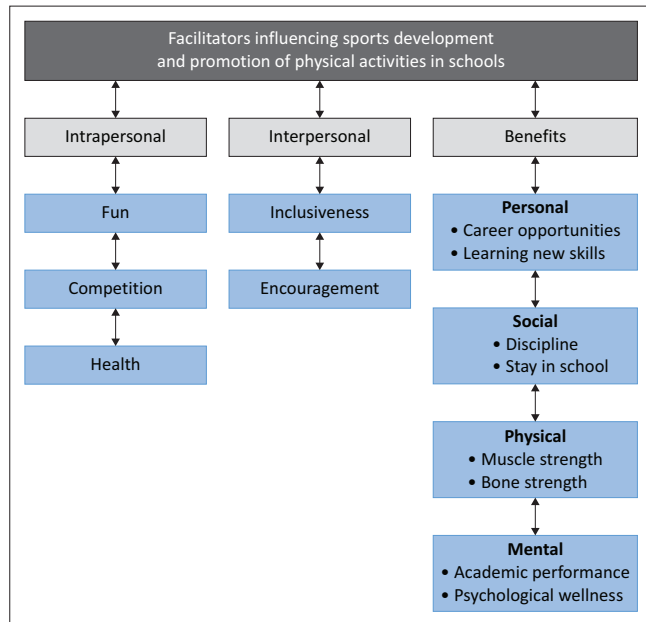 Facilitators influencing sports development
and promotion of physical activities in schools
Intrapersonal
Interpersonal
Benefits
Fun
Competition
Health
Inclusiveness
Encouragement
Personal
• Career opportunities
• Learning new skills
Social
• Discipline
• Stay in school
Physical
• Muscle strength
• Bone strength
Mental
• Academic performance
• Psychological wellness